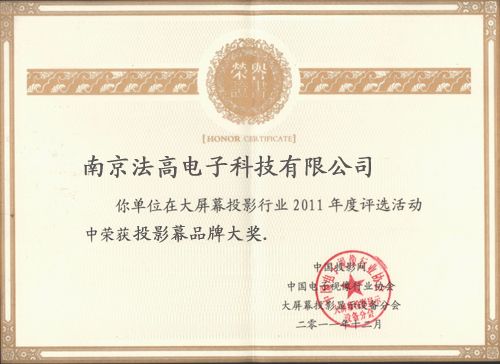 榮譽
證書
[HONOR CERTIFICATE]
南京法高电子科技有限公司
你单位在大屏幕投影行业2011年度评选活动
中荣获投影幕品牌大奖.
中国投影网
中国电子视像行业协会
大屏幕投影显示设备分会
二零一一年十二月